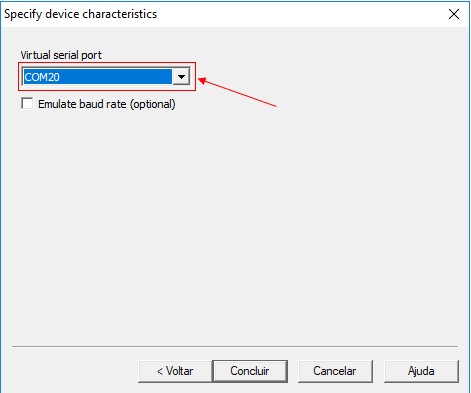 Specify device characteristics
Virtual serial port
COM20
Emulate baud rate (optional)
< Voltar
Concluir
Cancelar
Ajuda